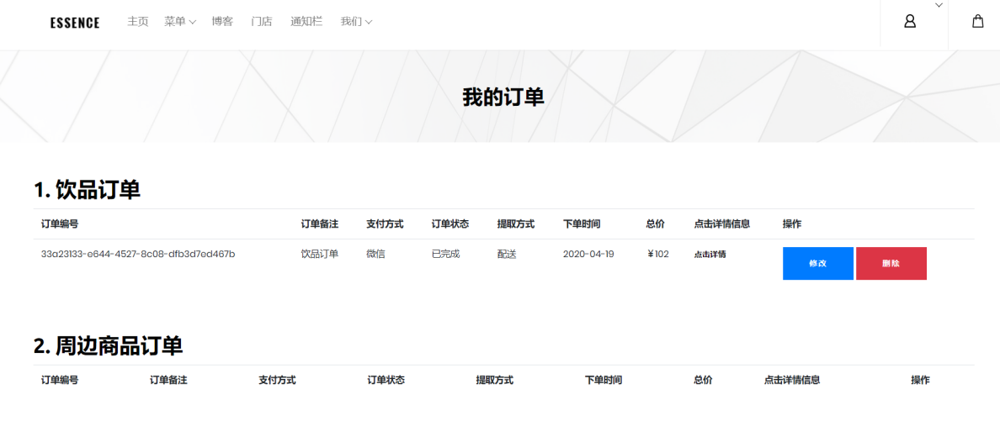 ESSENCE 主页 菜单 博客 门店 通知栏 我们
我的订单
1. 饮品订单
订单编号 订单备注 支付方式 订单状态 提取方式 下单时间 总价 点击详情信息 操作
33a23133-e644-4527-8c08-dfb3d7ed467b 饮品订单 微信 已完成 配送 2020-04-19 ¥102 点击详情 修改 删除
2. 周边商品订单
订单编号 订单备注 支付方式 订单状态 提取方式 下单时间 总价 点击详情信息 操作